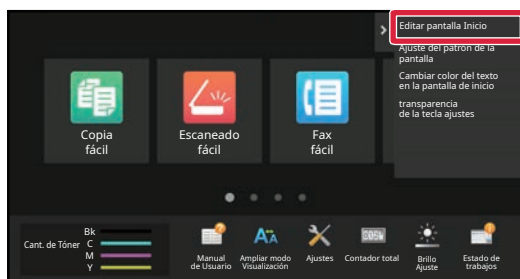 Editar pantalla Inicio
Ajuste del patrón de la
pantalla
Cambiar color del texto
en la pantalla de inicio
transparencia
de la tecla ajustes
Copia
fácil
Escaneado
fácil
Fax
fácil
Cant. de Tóner
Bk
C
M
Y
Manual
de Usuario
Ampliar modo
Visualización
Ajustes
Contador total
Brillo
Ajuste
Estado de
trabajos